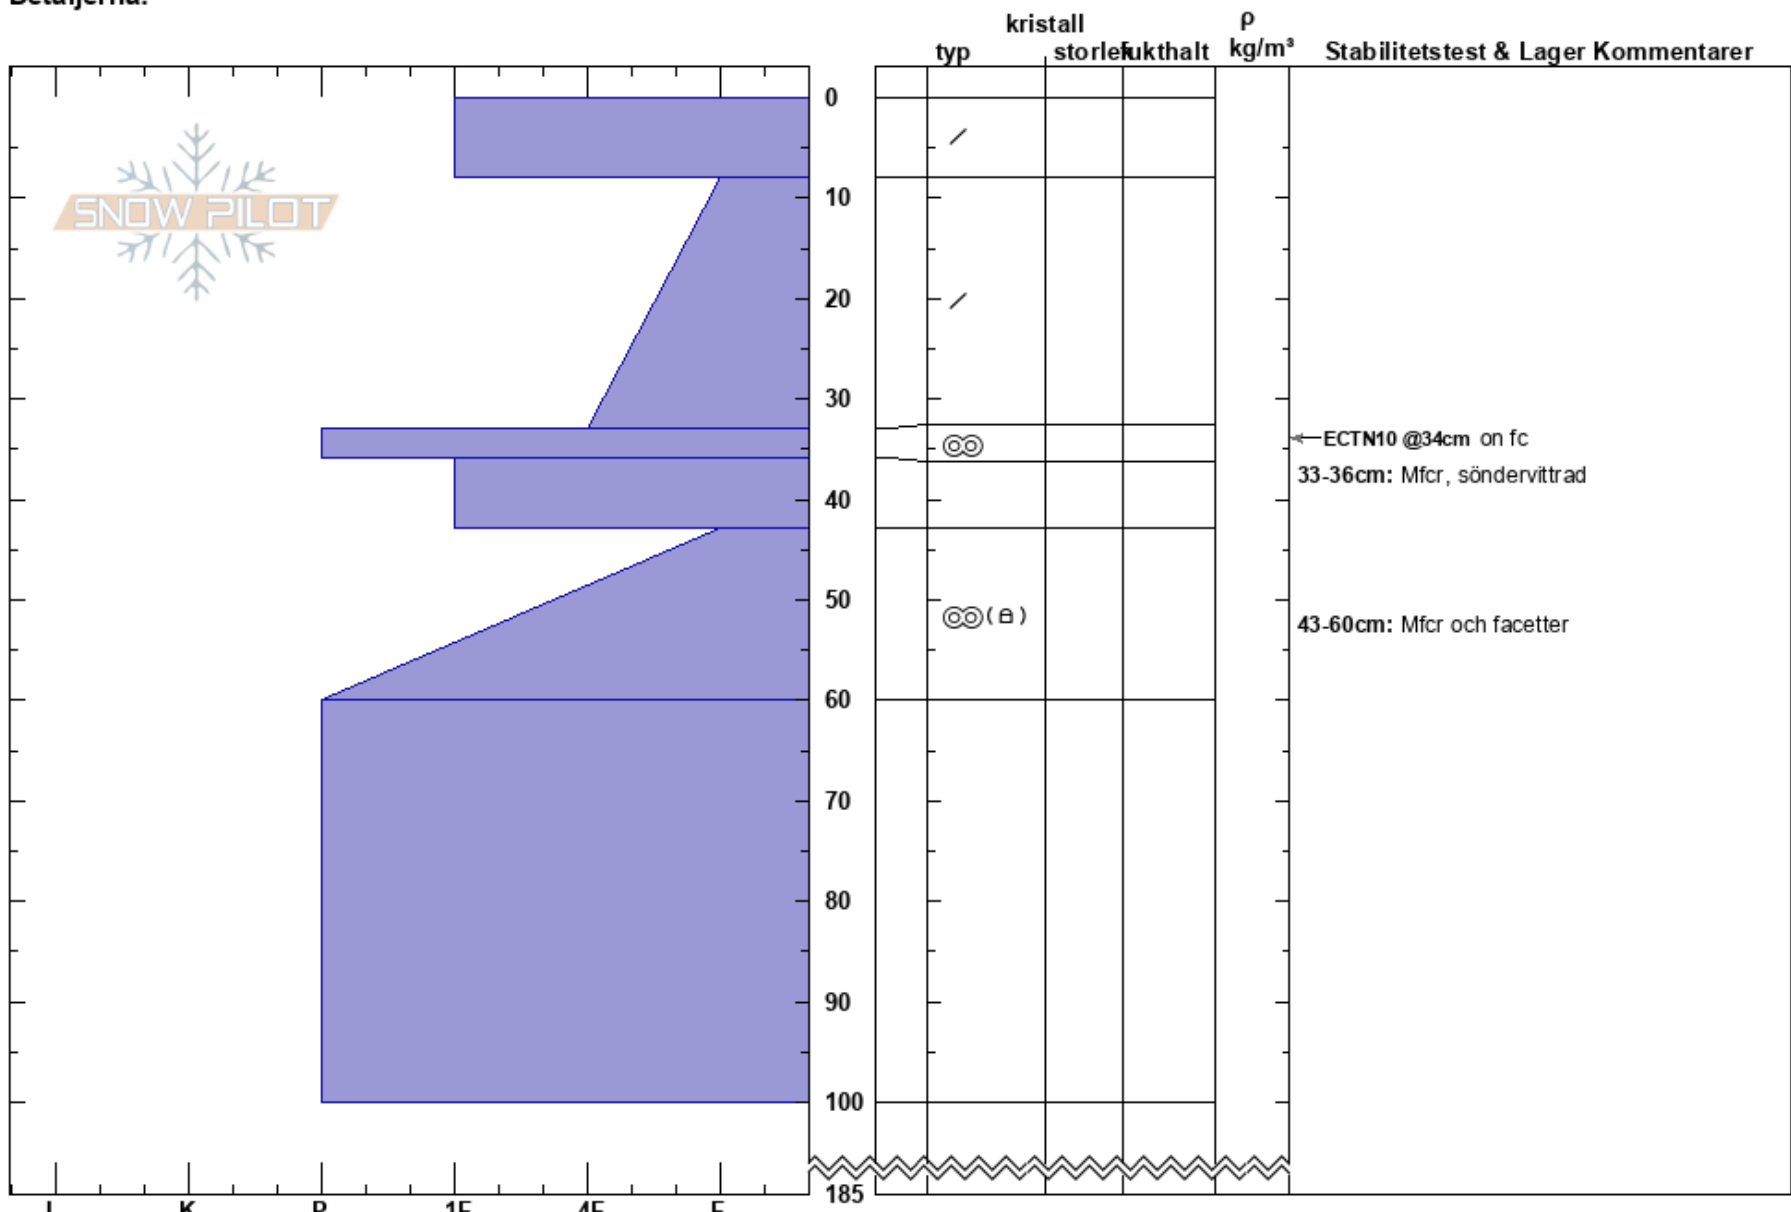 kristall
ρ
typ
storlek
fukthalt
kg/m³
Stabilitetstest & Lager Kommentarer
0
SNOW PILOT
10
20
30
ECTN10 @34cm on fc
33-36cm: Mfcr, söndervittrad
40
50
43-60cm: Mfcr och facetter
60
70
80
90
100
185
I K P 1F 4F F